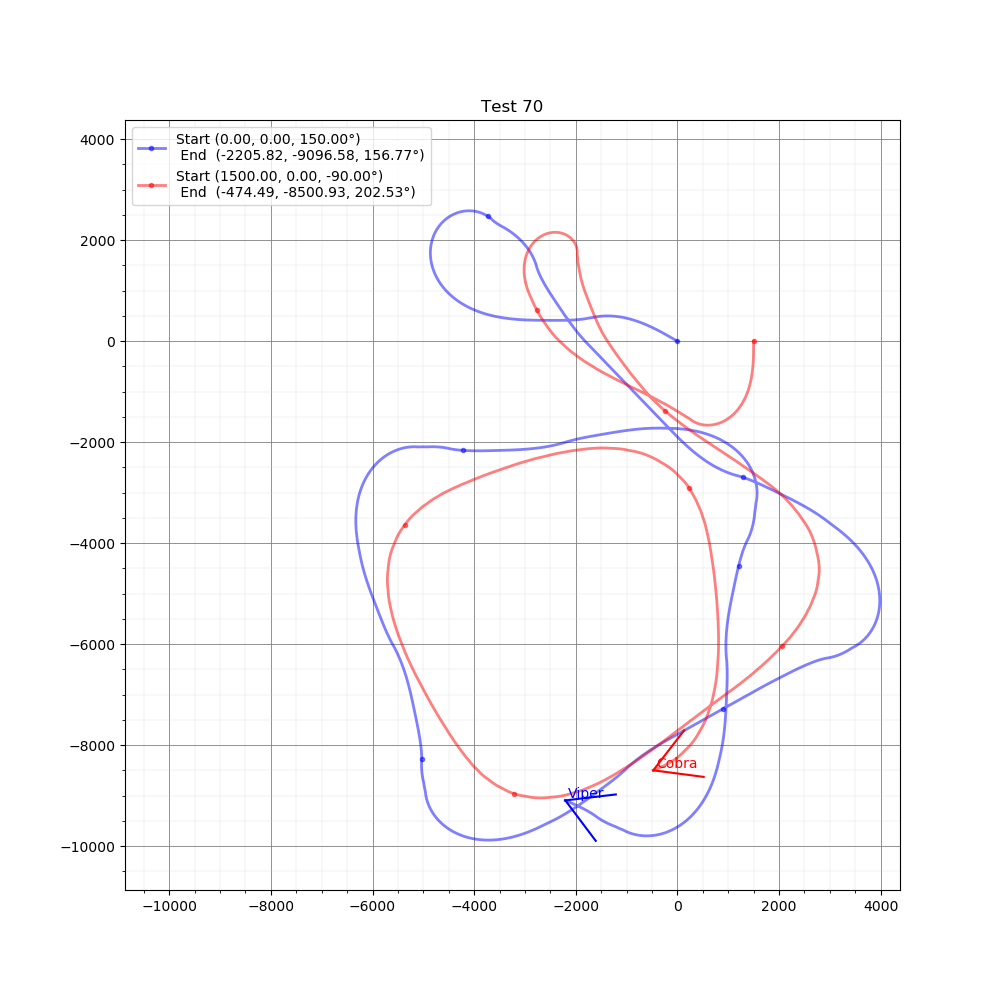 Test 70
Start (0.00, 0.00, 150.00°)
End  (-2205.82, -9096.58, 156.77°)
Start (1500.00, 0.00, -90.00°)
End  (-474.49, -8500.93, 202.53°)
4000
2000
0
−2000
−4000
−6000
−8000
−10000
Cobra
Viper
−10000 −8000 −6000 −4000 −2000 0 2000 4000